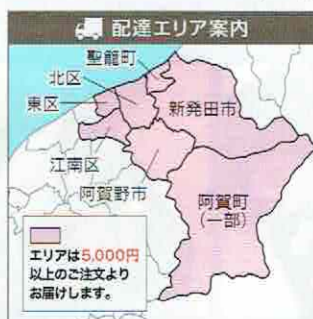 配達エリア案内
聖籠町
北区
東区
新発田市
江南区
阿賀野市
阿賀町
(一部)
エリアは5,000円
以上のご注文より
お届けします。